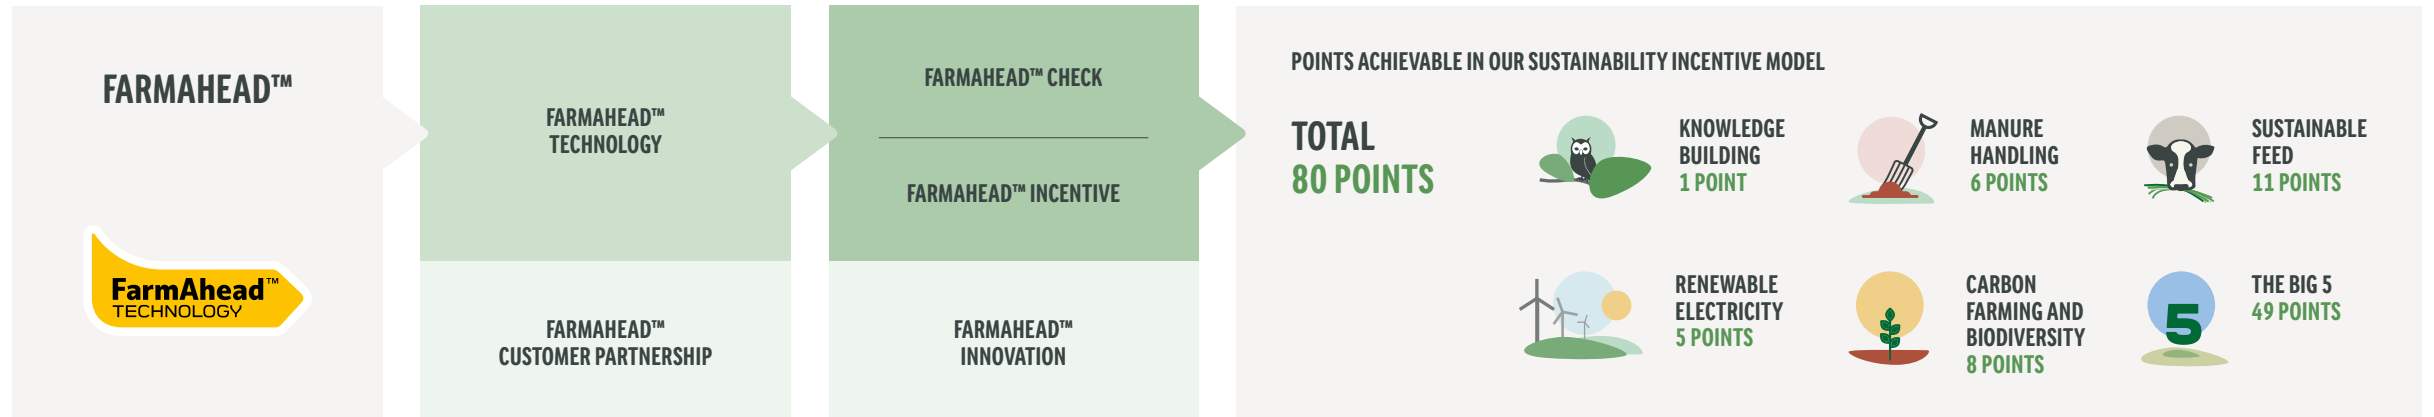 FARMAHEAD™
FarmAhead™
TECHNOLOGY
FARMAHEAD™
TECHNOLOGY
FARMAHEAD™
CUSTOMER PARTNERSHIP
FARMAHEAD™ CHECK
FARMAHEAD™ INCENTIVE
FARMAHEAD™
INNOVATION
POINTS ACHIEVABLE IN OUR SUSTAINABILITY INCENTIVE MODEL
TOTAL
80 POINTS
KNOWLEDGE
BUILDING
1 POINT
MANURE
HANDLING
6 POINTS
SUSTAINABLE
FEED
11 POINTS
RENEWABLE
ELECTRICITY
5 POINTS
CARBON
FARMING AND
BIODIVERSITY
8 POINTS
5
THE BIG 5
49 POINTS